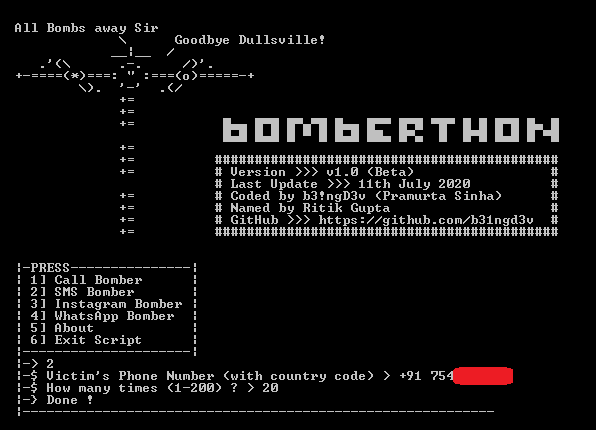 All Bombs away Sir
Goodbye Dullsville!
BOMBERTHON
###########################################
# Version >>> v1.0 (Beta) #
# Last Update >>> 11th July 2020 #
# Coded by b3!ngD3v (Pramurta Sinha) #
# Named by Ritik Gupta #
# GitHub >>> https://github.com/b31ngd3v #
###########################################
|-PRESS---------------|
| 1] Call Bomber |
| 2] SMS Bomber |
| 3] Instagram Bomber |
| 4] WhatsApp Bomber |
| 5] About |
| 6] Exit Script |
|---------------------|
|-> 2
|-$ Victim's Phone Number (with country code) > +91 754
|-$ How many times (1-200) ? > 20
|-} Done !
|-----------------------------------------------------------